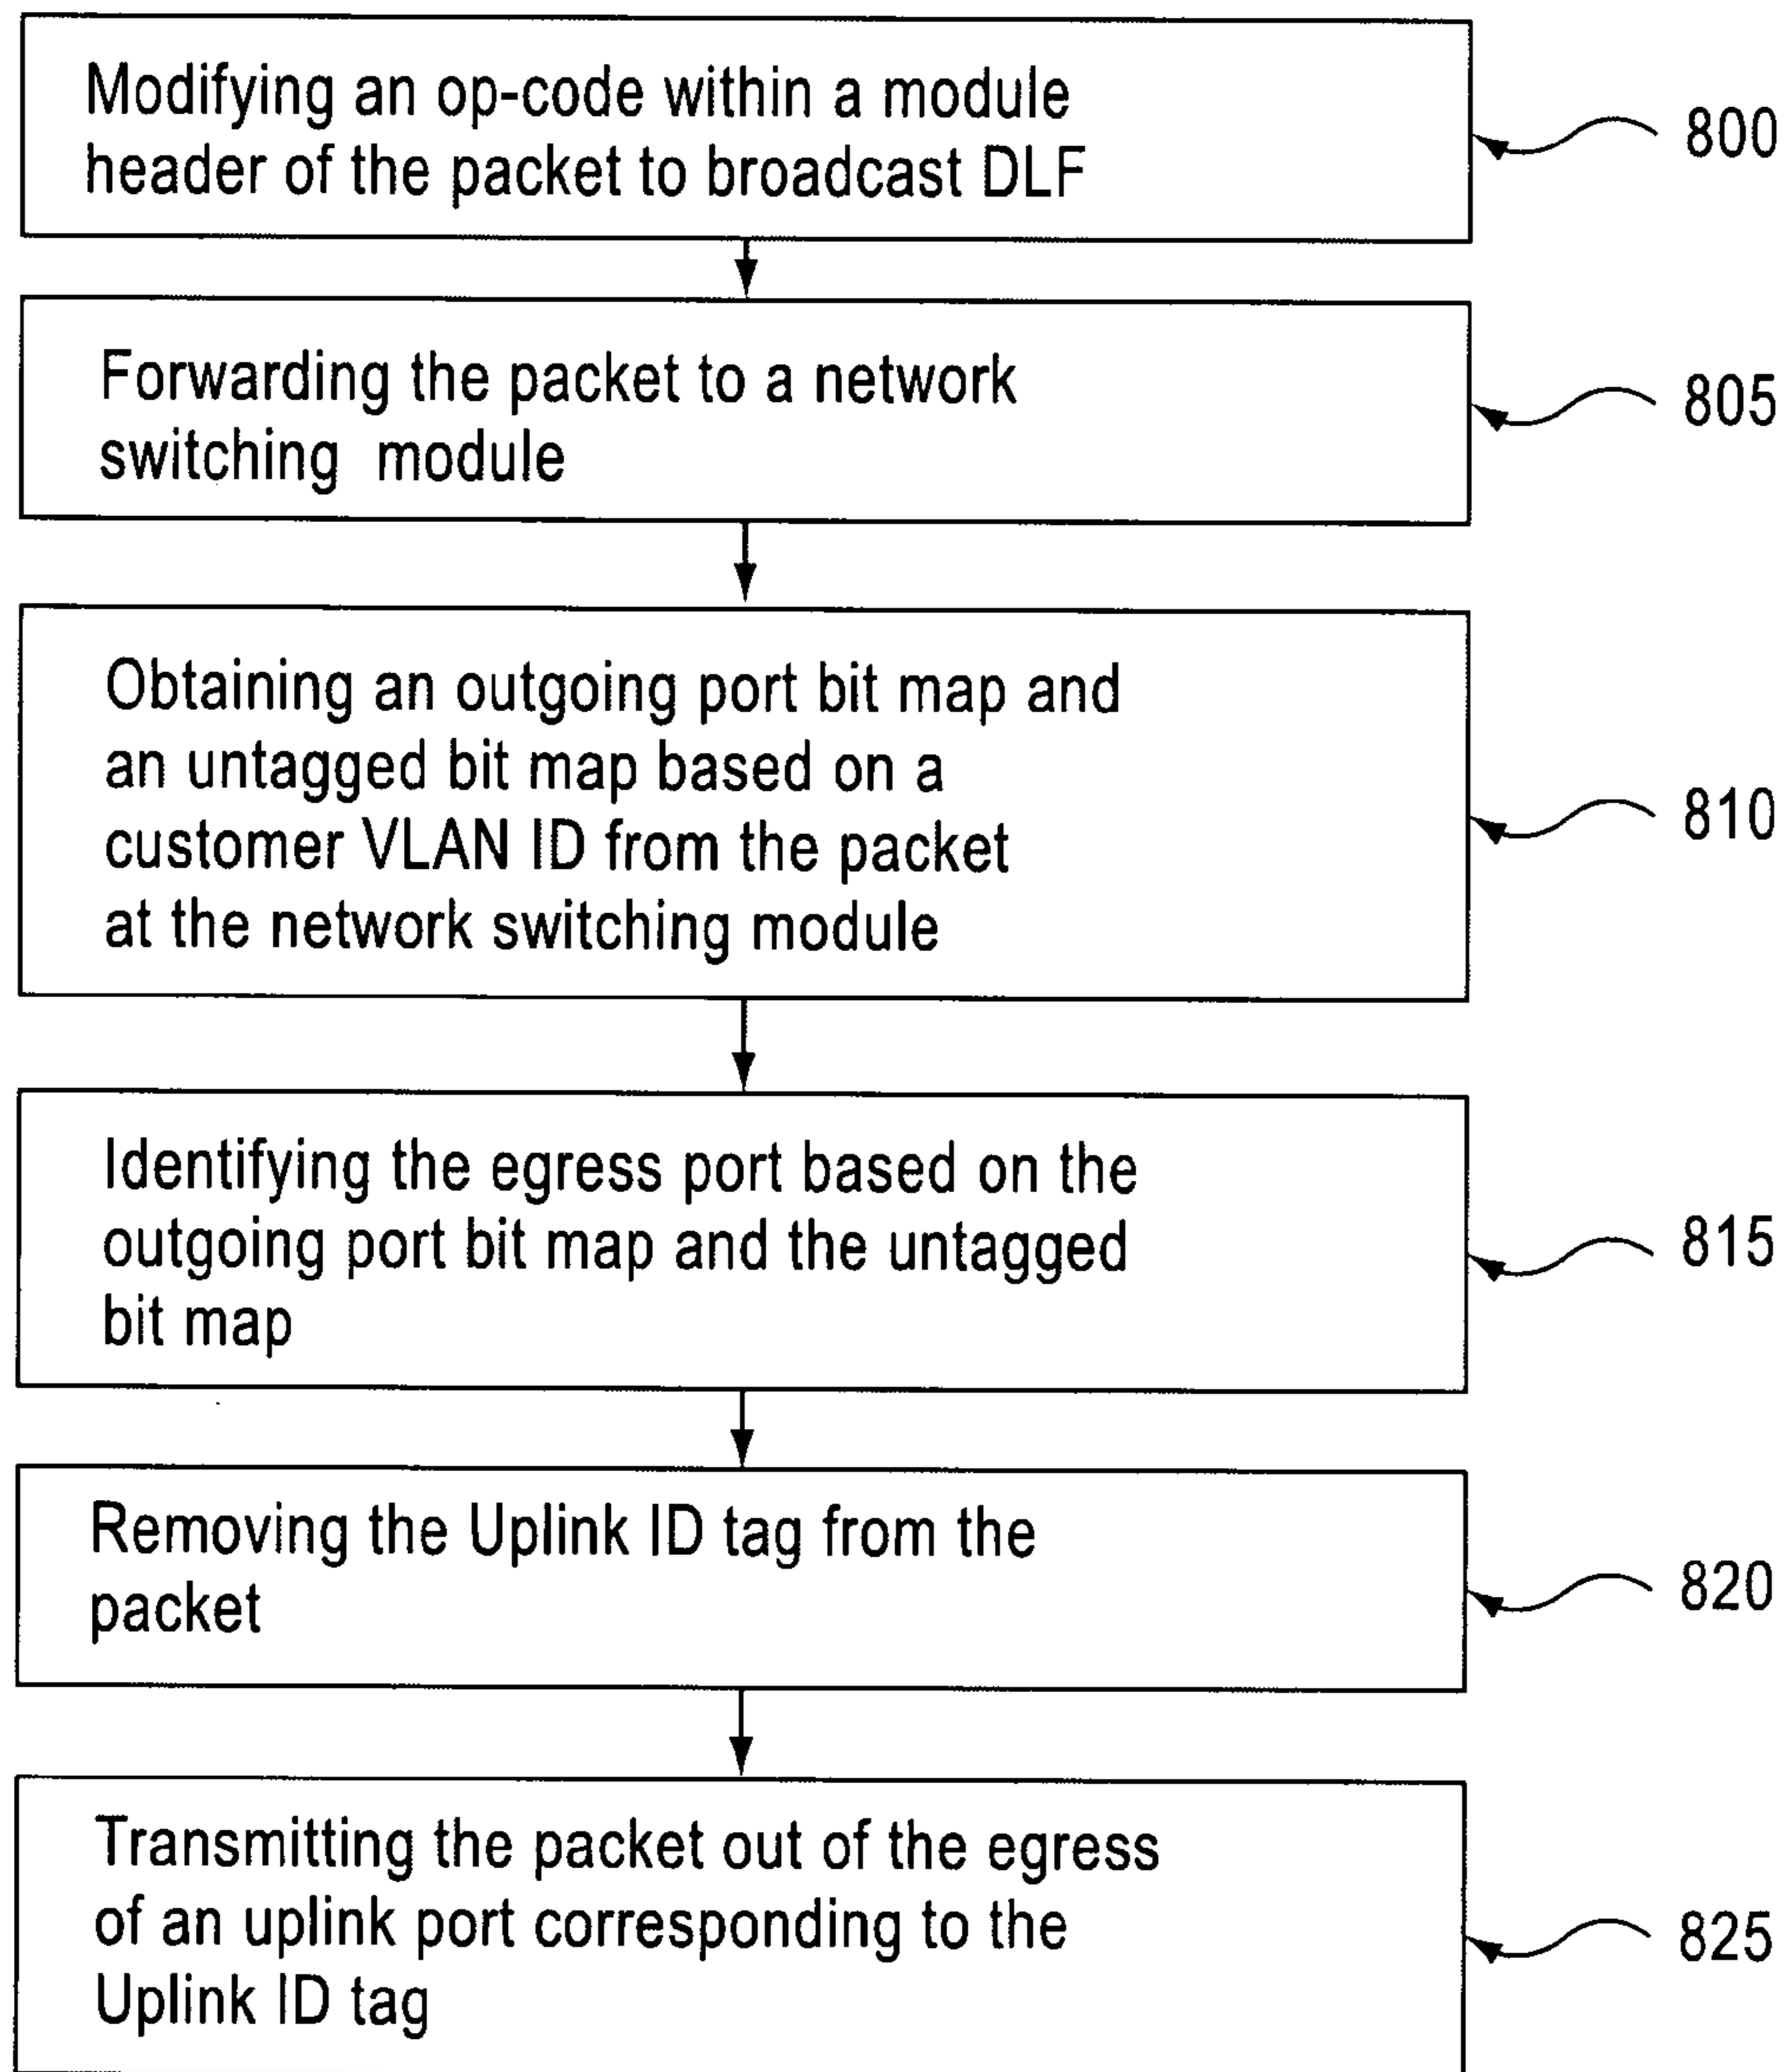 Modifying an op-code within a module
header of the packet to broadcast DLF
800
Forwarding the packet to a network
switching module
805
Obtaining an outgoing port bit map and
an untagged bit map based on a
customer VLAN ID from the packet
at the network switching module
810
Identifying the egress port based on the
outgoing port bit map and the untagged
bit map
815
Removing the Uplink ID tag from the
packet
820
Transmitting the packet out of the egress
of an uplink port corresponding to the
Uplink ID tag
825